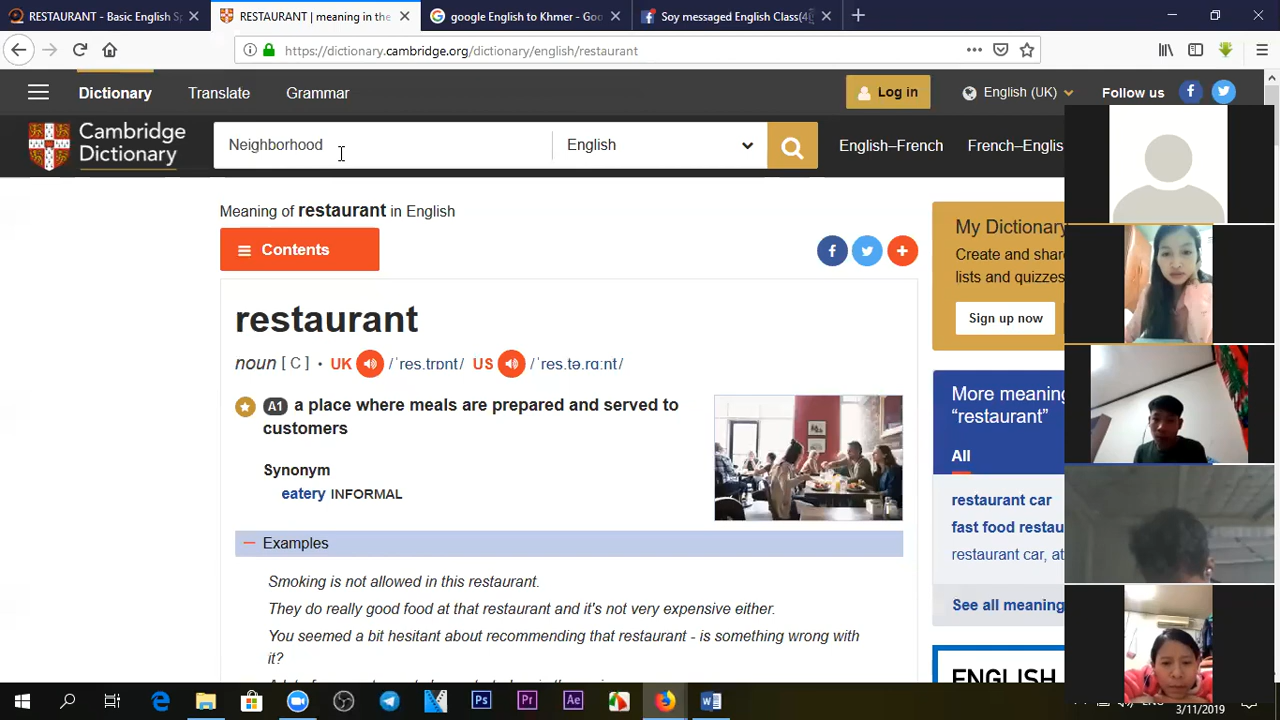 RESTAURANT - Basic English Sp
RESTAURANT | meaning in the
google English to Khmer - Goo
Soy messaged English Class(4
https://dictionary.cambridge.org/dictionary/english/restaurant
Dictionary Translate Grammar
Log in
English (UK)
Follow us
Cambridge
Dictionary
Neighborhood
English
English–French French–Englis
Meaning of restaurant in English
Contents
restaurant
noun [ C ] • UK /ˈres.trɒnt/ US /ˈres.tə.rɑːnt/
A1 a place where meals are prepared and served to
customers
Synonym
eatery INFORMAL
Examples
Smoking is not allowed in this restaurant.
They do really good food at that restaurant and it's not very expensive either.
You seemed a bit hesitant about recommending that restaurant - is something wrong with
it?
My Dictionary
Create and share
lists and quizzes
Sign up now
More meaning
“restaurant”
All
restaurant car
fast food restau
restaurant car, at
See all meaning
ENGLISH
Ps Pr Ae
3/11/2019